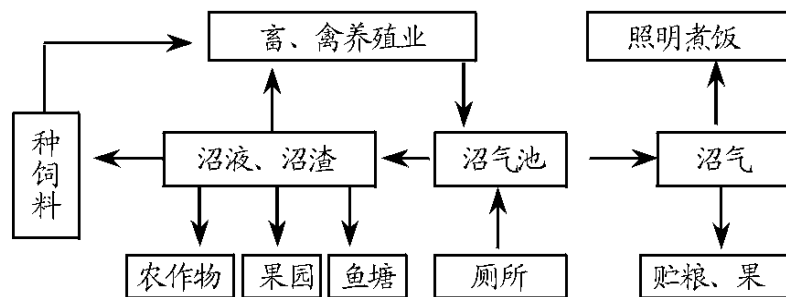 畜、禽养殖业
照明煮饭
种饲料
沼液、沼渣
沼气池
沼气
农作物
果园
鱼塘
厕所
贮粮、果